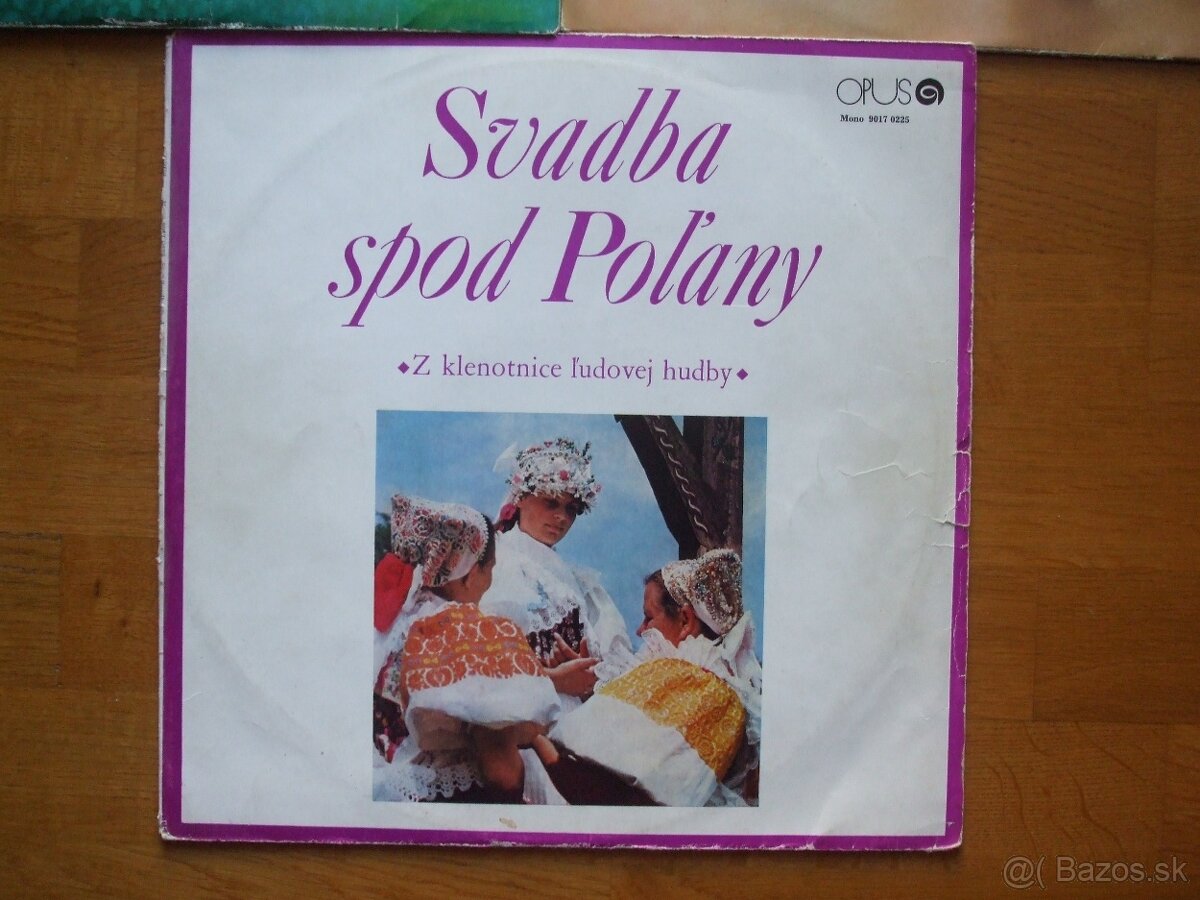 OPUS
Mono 9017 0225
Svadba
spod Poľany
◆Z klenotnice ľudovej hudby◆
@( Bazos.sk